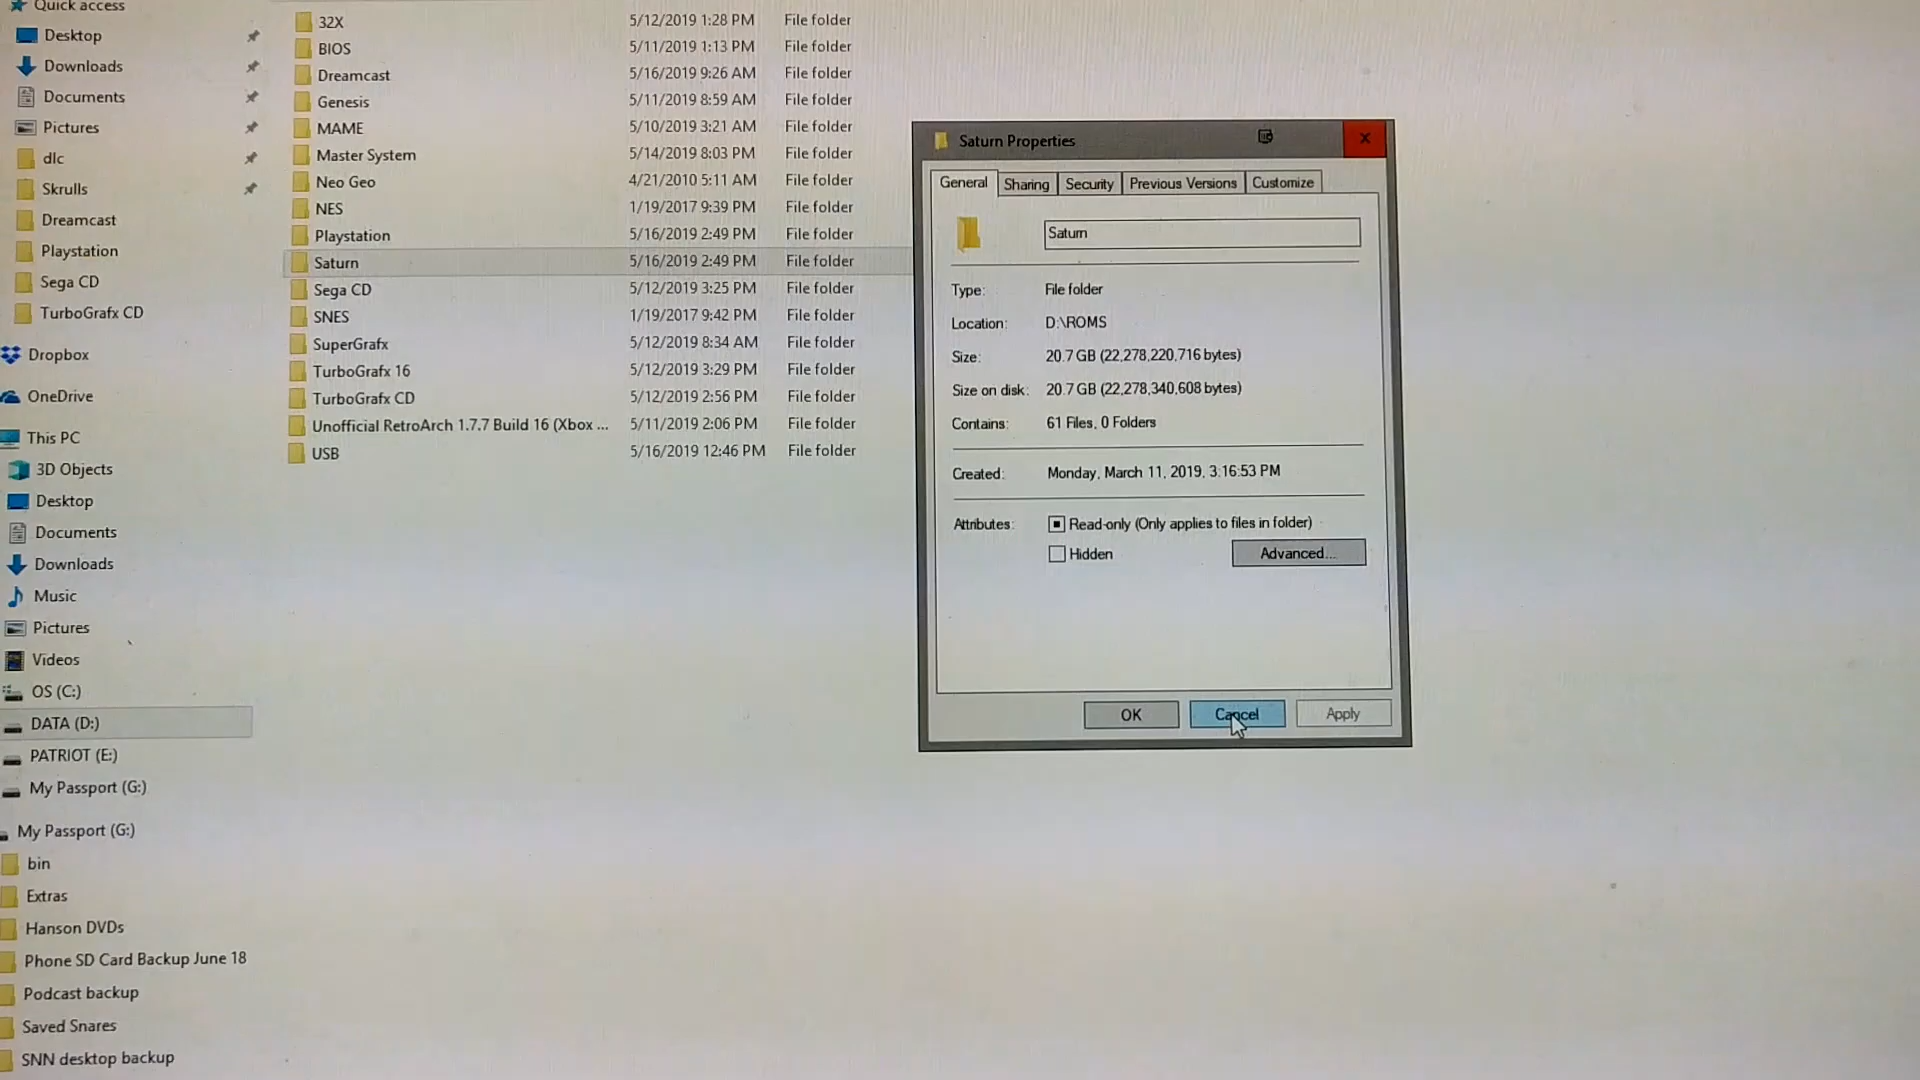 Quick access
Desktop
Downloads
Documents
Pictures
dlc
Skrulls
Dreamcast
Playstation
Sega CD
TurboGrafx CD
Dropbox
OneDrive
This PC
3D Objects
Desktop
Documents
Downloads
Music
Pictures
Videos
OS (C:)
DATA (D:)
PATRIOT (E:)
My Passport (G:)
My Passport (G:)
bin
Extras
Hanson DVDs
Phone SD Card Backup June 18
Podcast backup
Saved Snares
SNN desktop backup
32X 5/12/2019 1:28 PM File folder
BIOS 5/11/2019 1:13 PM File folder
Dreamcast 5/16/2019 9:26 AM File folder
Genesis 5/11/2019 8:59 AM File folder
MAME 5/10/2019 3:21 AM File folder
Master System 5/14/2019 8:03 PM File folder
Neo Geo 4/21/2010 5:11 AM File folder
NES 1/19/2017 9:39 PM File folder
Playstation 5/16/2019 2:49 PM File folder
Saturn 5/16/2019 2:49 PM File folder
Sega CD 5/12/2019 3:25 PM File folder
SNES 1/19/2017 9:42 PM File folder
SuperGrafx 5/12/2019 8:34 AM File folder
TurboGrafx 16 5/12/2019 3:29 PM File folder
TurboGrafx CD 5/12/2019 2:56 PM File folder
Unofficial RetroArch 1.7.7 Build 16 (Xbox ... 5/11/2019 2:06 PM File folder
USB 5/16/2019 12:46 PM File folder
Saturn Properties
General Sharing Security Previous Versions Customize
Saturn
Type: File folder
Location: D:\ROMS
Size: 20.7 GB (22,278,220,716 bytes)
Size on disk: 20.7 GB (22,278,340,608 bytes)
Contains: 61 Files, 0 Folders
Created: Monday, March 11, 2019, 3:16:53 PM
Attributes: Read-only (Only applies to files in folder)
Hidden Advanced...
OK Cancel Apply